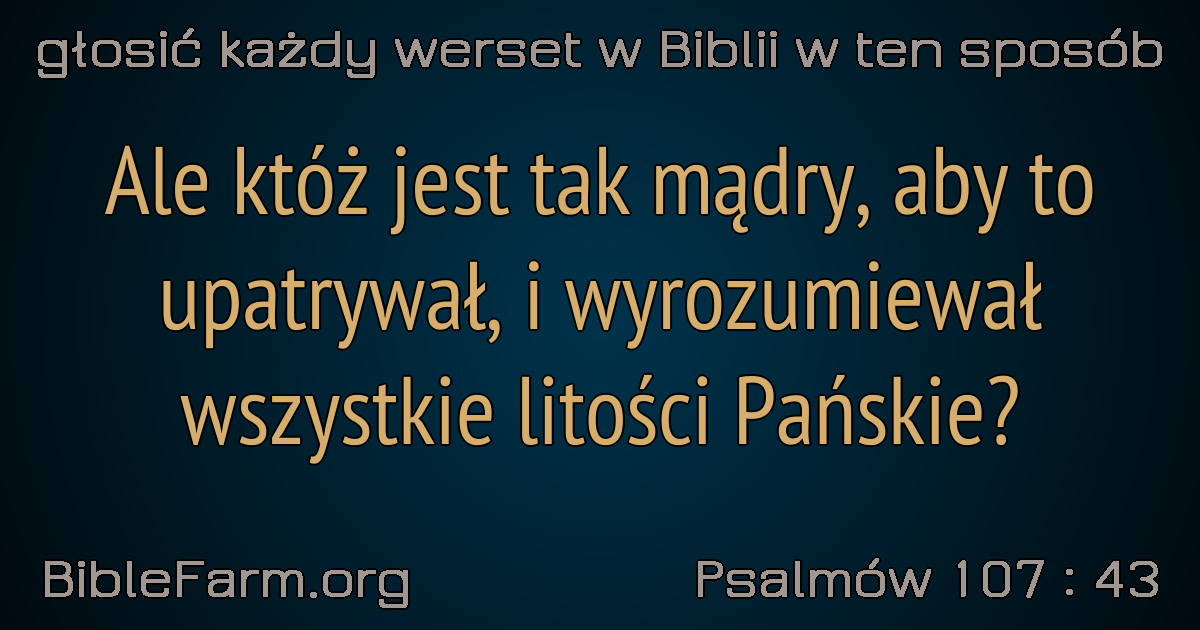 głosić każdy werset w Biblii w ten sposób
Ale któż jest tak mądry, aby to
upatrywał, i wyrozumiewał
wszystkie litości Pańskie?
BibleFarm.org
Psalmów 107 : 43